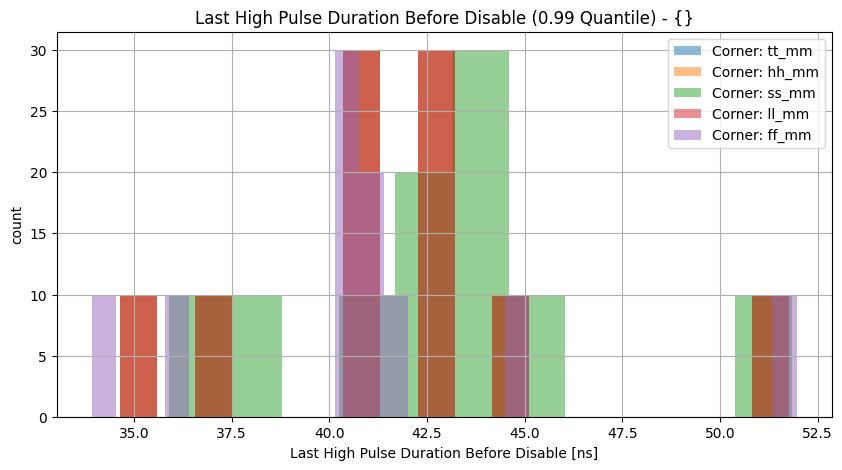 Last High Pulse Duration Before Disable (0.99 Quantile) - {}
30
25
20
15
10
5
0
count
Corner: tt_mm
Corner: hh_mm
Corner: ss_mm
Corner: ll_mm
Corner: ff_mm
35.0 37.5 40.0 42.5 45.0 47.5 50.0 52.5
Last High Pulse Duration Before Disable [ns]